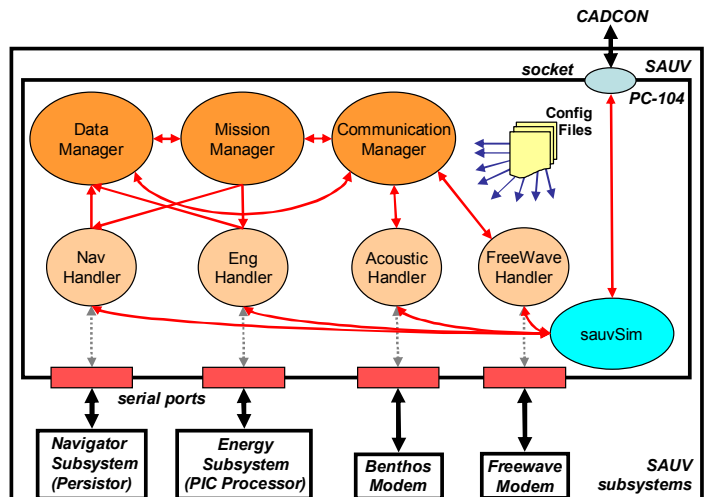 CADCON
socket
SAUV
PC-104
Data
Manager
Mission
Manager
Communication
Manager
Config
Files
Nav
Handler
Eng
Handler
Acoustic
Handler
FreeWave
Handler
sauvSim
serial ports
Navigator
Subsystem
(Persistor)
Energy
Subsystem
(PIC Processor)
Benthos
Modem
Freewave
Modem
SAUV
subsystems